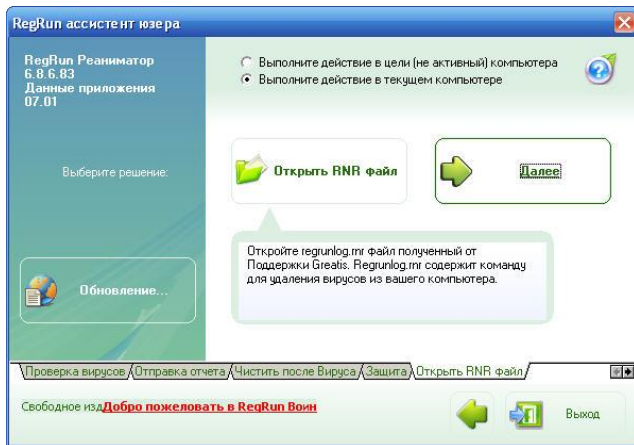 RegRun ассистент юзера
RegRun Реаниматор
6.8.6.83
Данные приложения
07.01
Выполните действие в цели (не активный) компьютера
Выполните действие в текущем компьютере
Выберите решение:
Открыть RNR файл
Далее
Откройте regrunlog.rnr файл полученный от
Поддержки Greatis. Regrunlog.rnr содержит команду
для удаления вирусов из вашего компьютера.
Обновление...
Проверка вирусов Отправка отчета Чистить после Вируса Защита Открыть RNR файл
Свободное изд Добро пожеловать в RegRun Воин
Выход